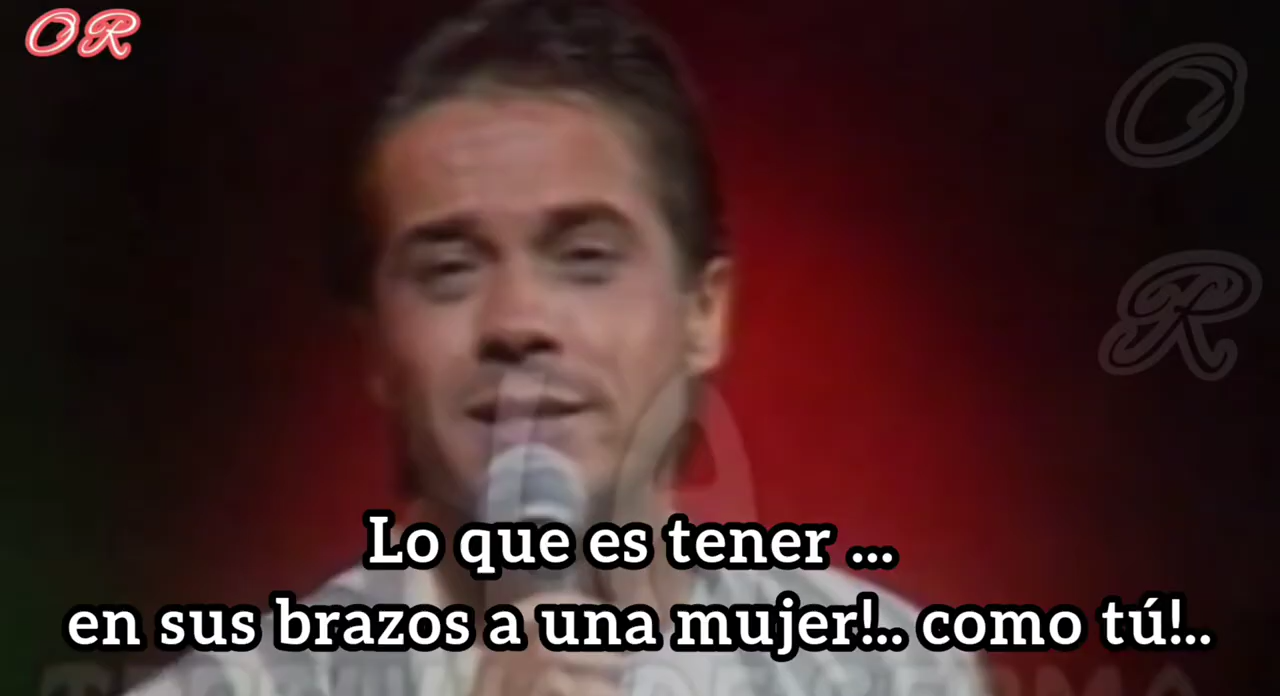 OR
O
R
Lo que es tener ...
en sus brazos a una mujer!.. como tú!..